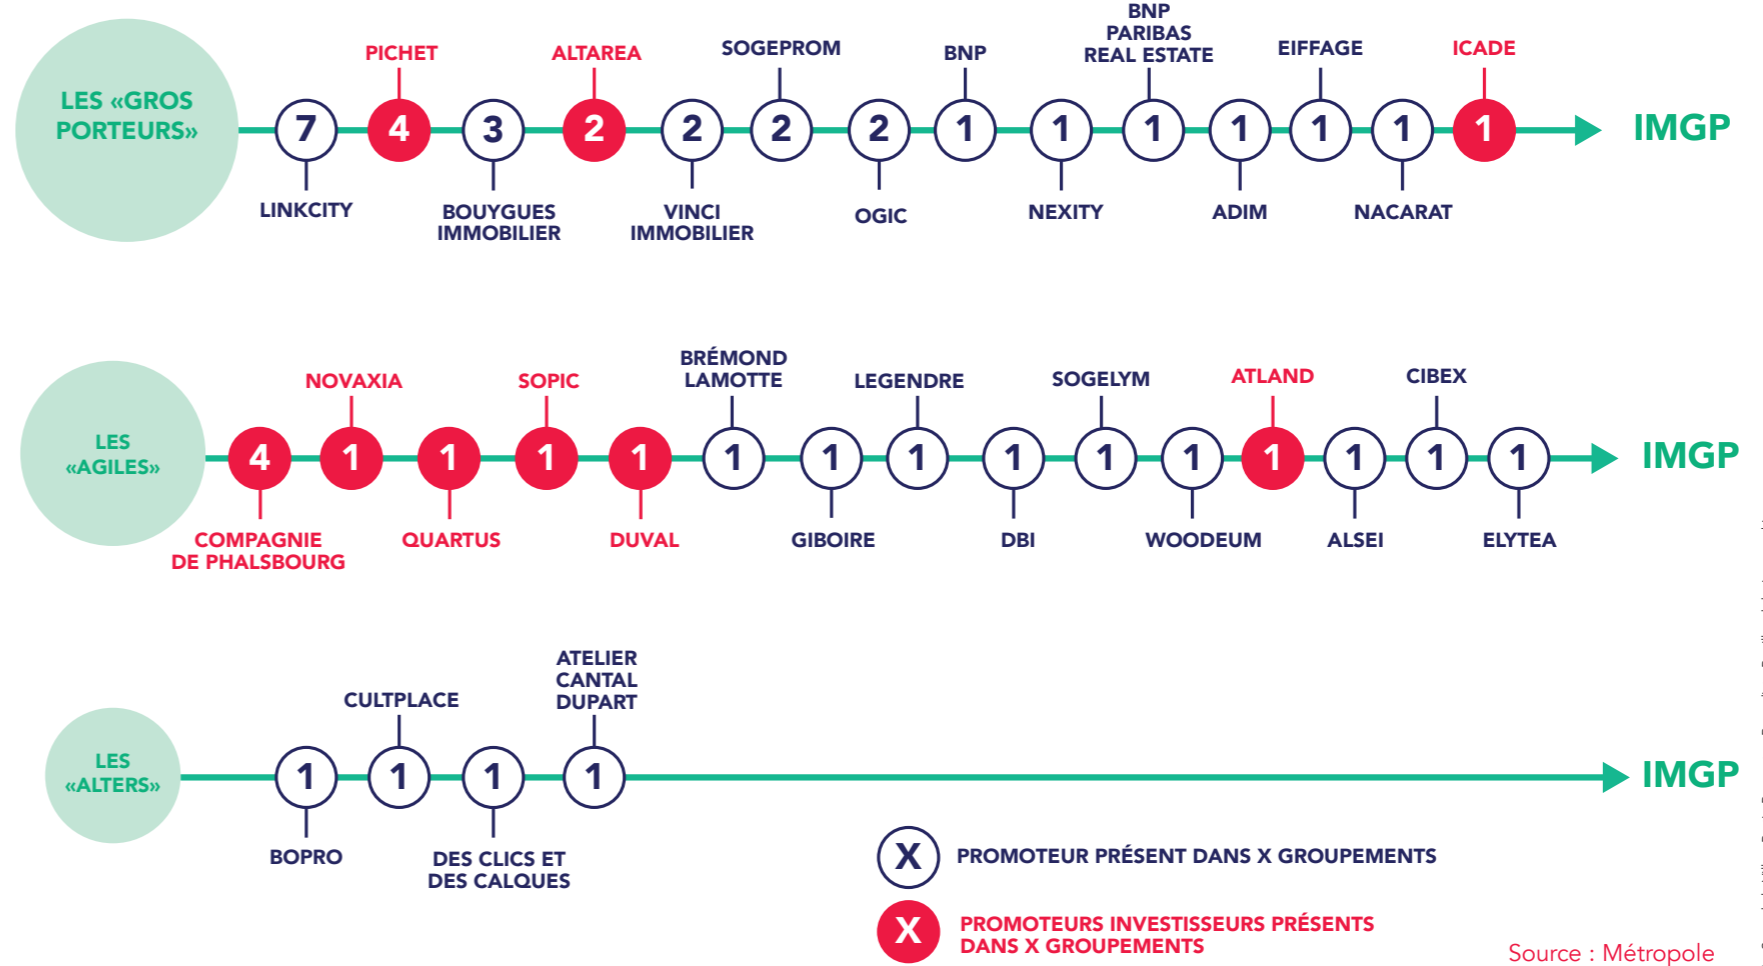 LES «GROS
PORTEURS»
7
LINKCITY
PICHET
4
3
BOUYGUES
IMMOBILIER
ALTAREA
2
2
VINCI
IMMOBILIER
SOGEPROM
2
2
OGIC
BNP
1
1
NEXITY
BNP
PARIBAS
REAL ESTATE
1
1
ADIM
EIFFAGE
1
1
NACARAT
ICADE
1
IMGP
LES
«AGILES»
4
COMPAGNIE
DE PHALSBOURG
NOVAXIA
1
1
QUARTUS
SOPIC
1
1
DUVAL
BRÉMOND
LAMOTTE
1
1
GIBOIRE
LEGENDRE
1
1
DBI
SOGELYM
1
1
WOODEUM
ATLAND
1
1
ALSEI
CIBEX
1
1
ELYTEA
IMGP
LES
«ALTERS»
1
BOPRO
CULTPLACE
1
1
DES CLICS ET
DES CALQUES
ATELIER
CANTAL
DUPART
1
IMGP
X
PROMOTEUR PRÉSENT DANS X GROUPEMENTS
X
PROMOTEURS INVESTISSEURS PRÉSENTS
DANS X GROUPEMENTS
Source : Métropole